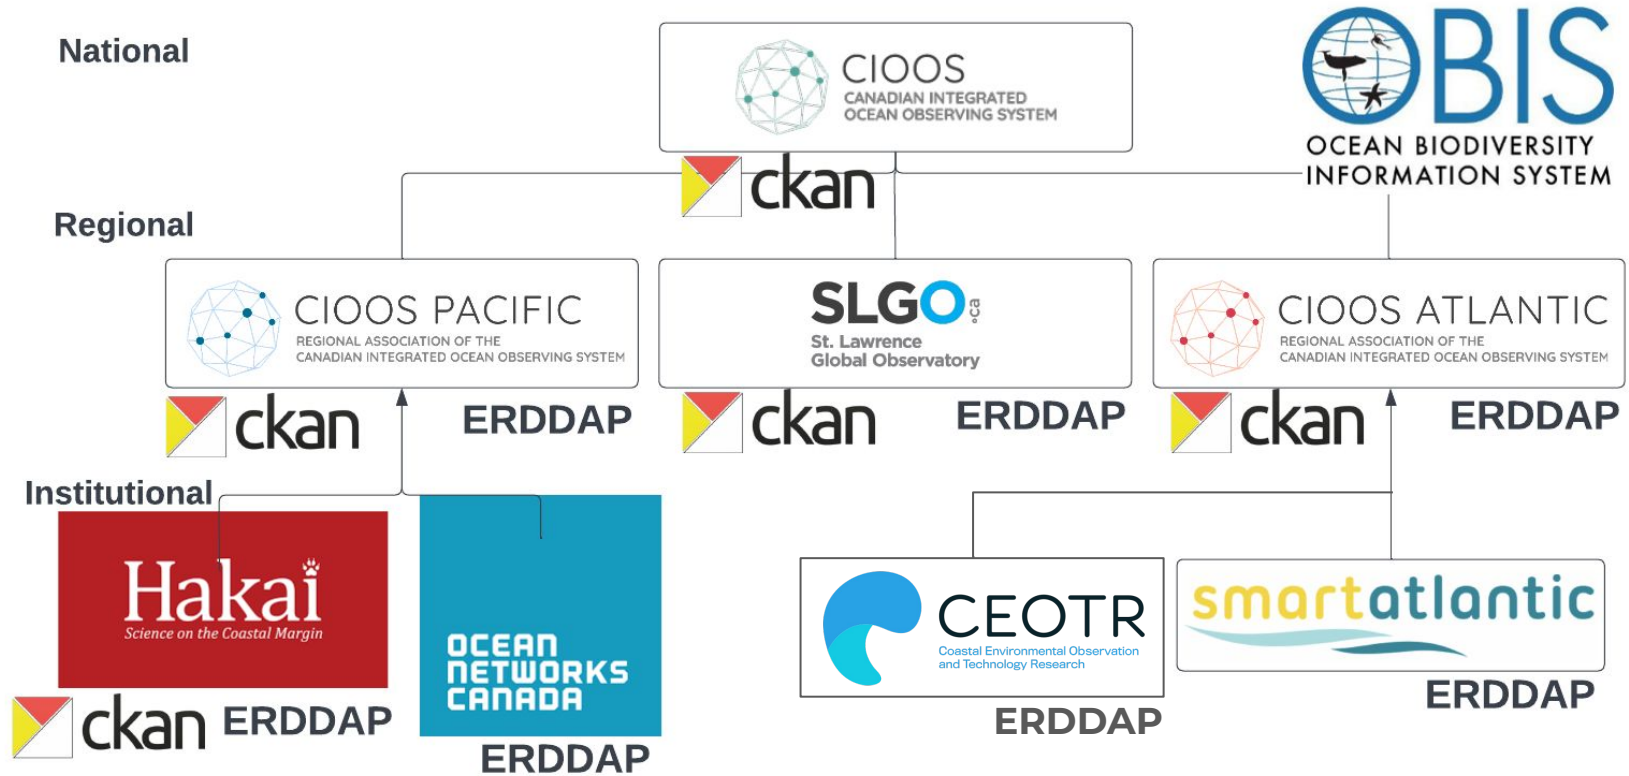 National
CIOOS
CANADIAN INTEGRATED
OCEAN OBSERVING SYSTEM
OBIS
OCEAN BIODIVERSITY
INFORMATION SYSTEM
ckan
Regional
CIOOS PACIFIC
REGIONAL ASSOCIATION OF THE
CANADIAN INTEGRATED OCEAN OBSERVING SYSTEM
SLGO.ca
St. Lawrence
Global Observatory
CIOOS ATLANTIC
REGIONAL ASSOCIATION OF THE
CANADIAN INTEGRATED OCEAN OBSERVING SYSTEM
ckan
ERDDAP
ckan
ERDDAP
ckan
ERDDAP
Institutional
Hakai
Science on the Coastal Margin
OCEAN
NETWORKS
CANADA
CEOTR
Coastal Environmental Observation
and Technology Research
smartatlantic
ckan
ERDDAP
ERDDAP
ERDDAP
ERDDAP